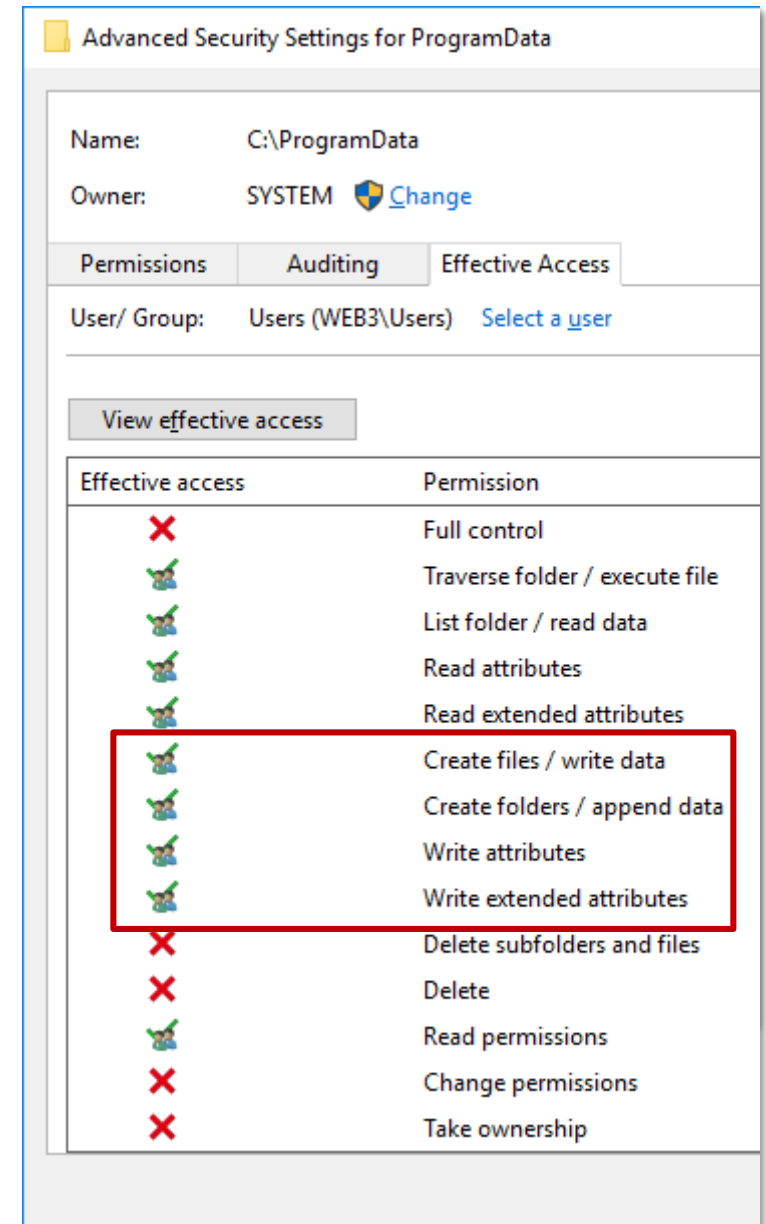 Advanced Security Settings for ProgramData
Name: C:\ProgramData
Owner: SYSTEM Change
Permissions Auditing Effective Access
User/ Group: Users (WEB3\Users) Select a user
View effective access
Effective access Permission
Full control
Traverse folder / execute file
List folder / read data
Read attributes
Read extended attributes
Create files / write data
Create folders / append data
Write attributes
Write extended attributes
Delete subfolders and files
Delete
Read permissions
Change permissions
Take ownership